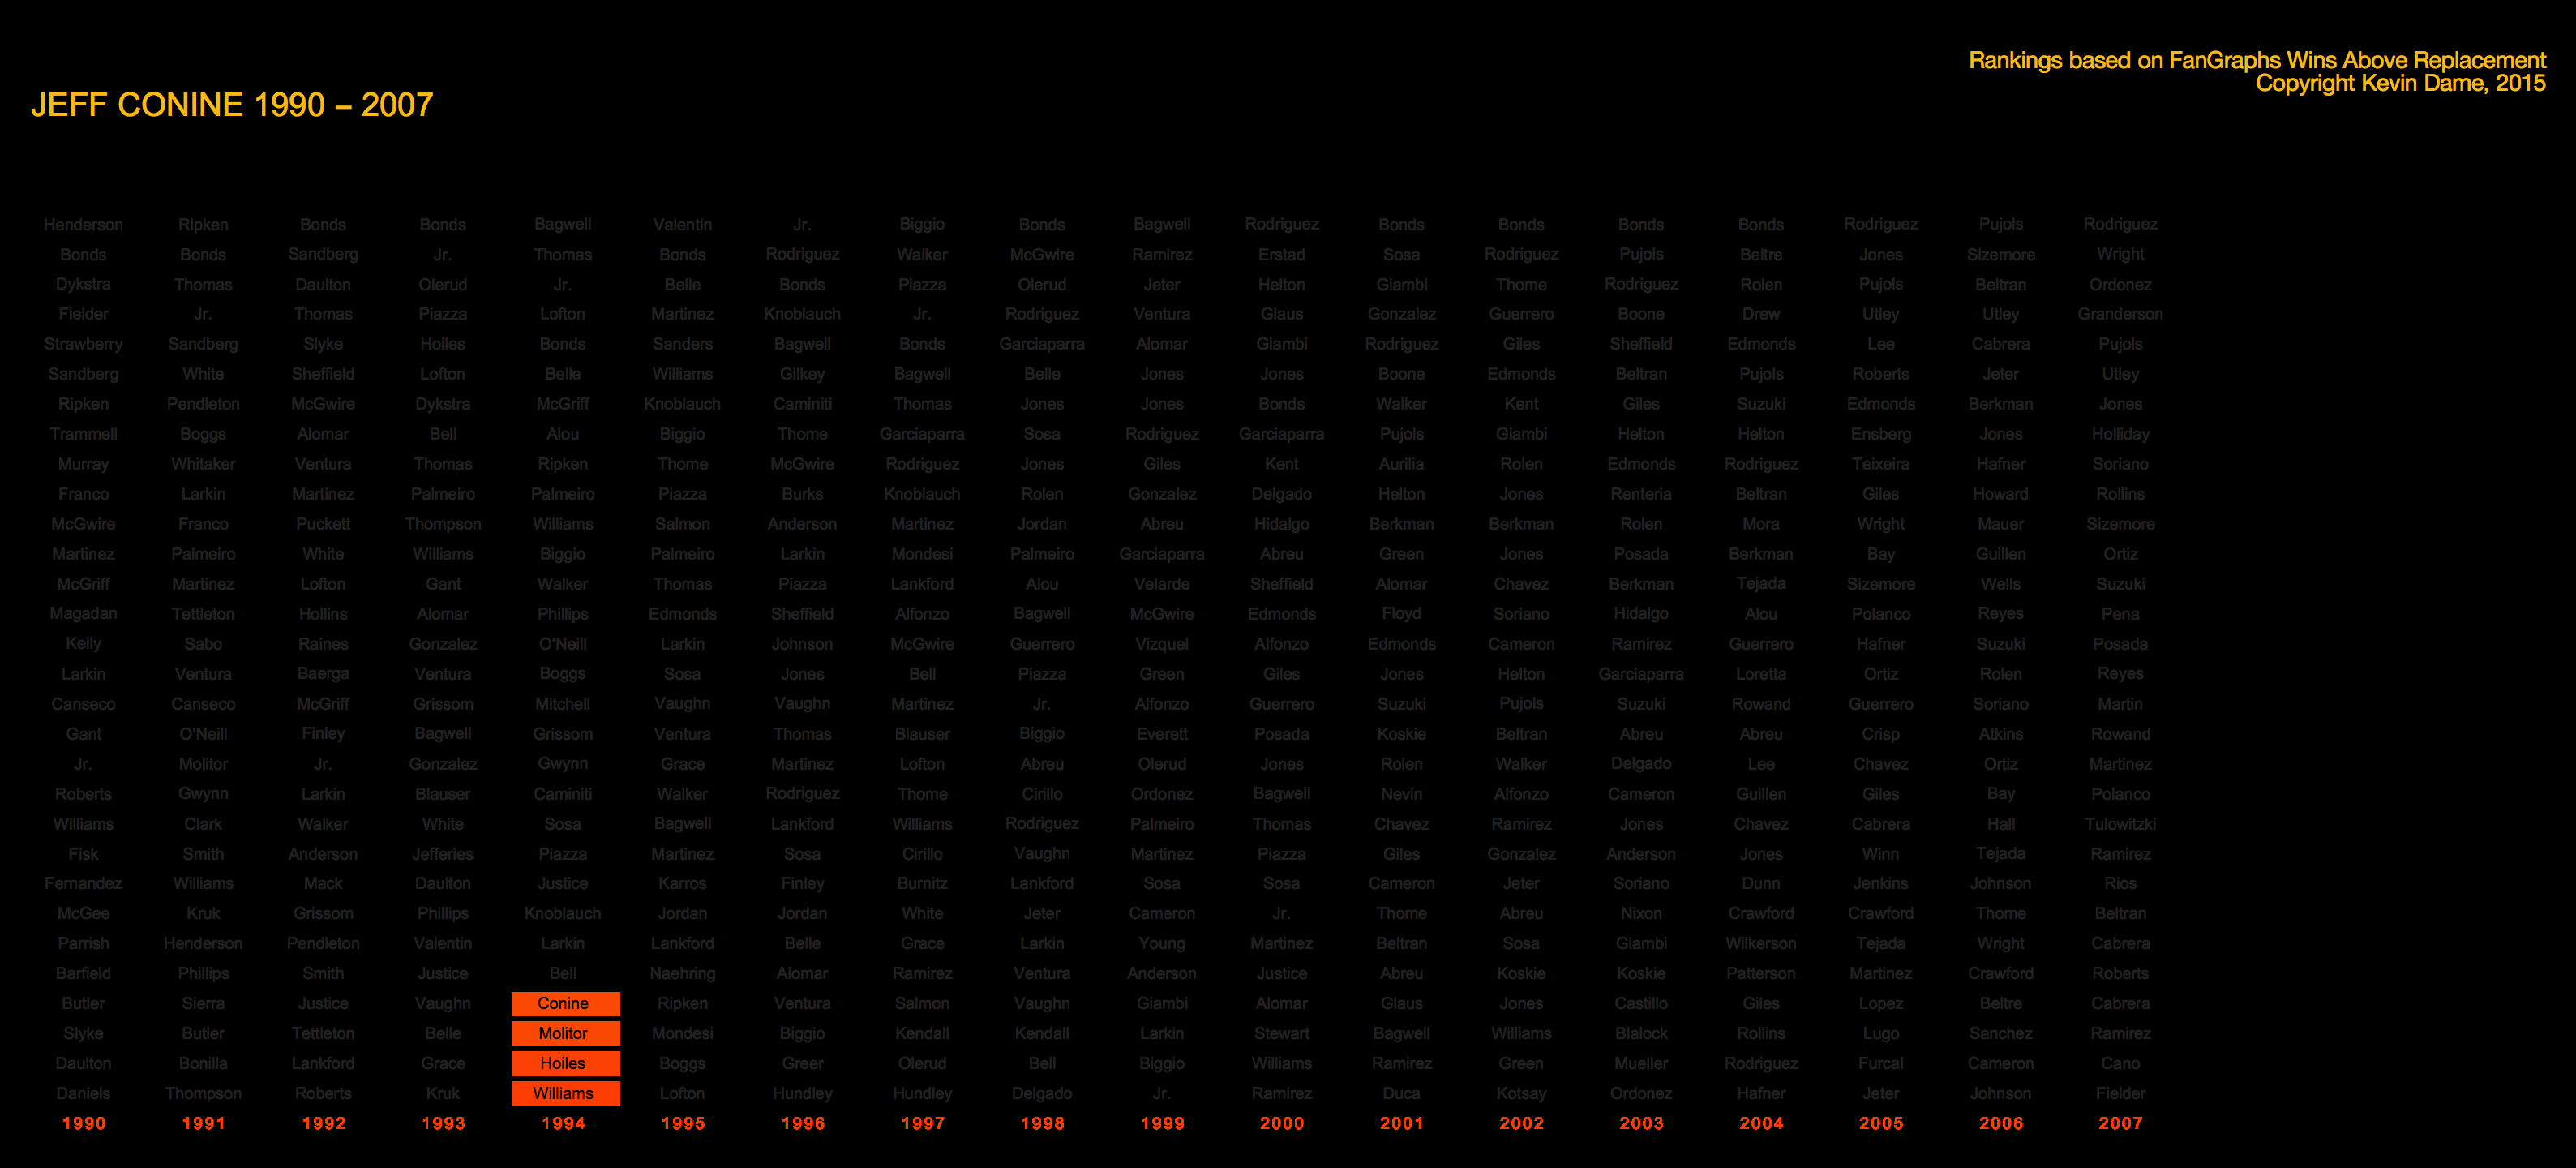 Rankings based on FanGraphs Wins Above Replacement
Copyright Kevin Dame, 2015
JEFF CONINE 1990 – 2007
Henderson Ripken Bonds Bonds Bagwell Valentin Jr. Biggio Bonds Bagwell Rodriguez Bonds Bonds Bonds Bonds Rodriguez Pujols Rodriguez
Bonds Bonds Sandberg Jr. Thomas Bonds Rodriguez Walker McGwire Ramirez Erstad Sosa Rodriguez Pujols Beltre Jones Sizemore Wright
Dykstra Thomas Daulton Olerud Jr. Belle Bonds Piazza Olerud Jeter Helton Giambi Thome Rodriguez Rolen Pujols Beltran Ordonez
Fielder Jr. Thomas Piazza Lofton Martinez Knoblauch Jr. Rodriguez Ventura Glaus Gonzalez Guerrero Boone Drew Utley Utley Granderson
Strawberry Sandberg Slyke Hoiles Bonds Sanders Bagwell Bonds Garciaparra Alomar Giambi Rodriguez Giles Sheffield Edmonds Lee Cabrera Pujols
Sandberg White Sheffield Lofton Belle Williams Gilkey Bagwell Belle Jones Jones Boone Edmonds Beltran Pujols Roberts Jeter Utley
Ripken Pendleton McGwire Dykstra McGriff Knoblauch Caminiti Thomas Jones Jones Bonds Walker Kent Giles Suzuki Edmonds Berkman Jones
Trammell Boggs Alomar Bell Alou Biggio Thome Garciaparra Sosa Rodriguez Garciaparra Pujols Giambi Helton Helton Ensberg Jones Holliday
Murray Whitaker Ventura Thomas Ripken Thome McGwire Rodriguez Jones Giles Kent Aurilia Rolen Edmonds Rodriguez Teixeira Hafner Soriano
Franco Larkin Martinez Palmeiro Palmeiro Piazza Burks Knoblauch Rolen Gonzalez Delgado Helton Jones Renteria Beltran Giles Howard Rollins
McGwire Franco Puckett Thompson Williams Salmon Anderson Martinez Jordan Abreu Hidalgo Berkman Berkman Rolen Mora Wright Mauer Sizemore
Martinez Palmeiro White Williams Biggio Palmeiro Larkin Mondesi Palmeiro Garciaparra Abreu Green Jones Posada Berkman Bay Guillen Ortiz
McGriff Martinez Lofton Gant Walker Thomas Piazza Lankford Alou Velarde Sheffield Alomar Chavez Berkman Tejada Sizemore Wells Suzuki
Magadan Tettleton Hollins Alomar Phillips Edmonds Sheffield Alfonzo Bagwell McGwire Edmonds Floyd Soriano Hidalgo Alou Polanco Reyes Pena
Kelly Sabo Raines Gonzalez O'Neill Larkin Johnson McGwire Guerrero Vizquel Alfonzo Edmonds Cameron Ramirez Guerrero Hafner Suzuki Posada
Larkin Ventura Baerga Ventura Boggs Sosa Jones Bell Piazza Green Giles Jones Helton Garciaparra Loretta Ortiz Rolen Reyes
Canseco Canseco McGriff Grissom Mitchell Vaughn Vaughn Martinez Jr. Alfonzo Guerrero Suzuki Pujols Suzuki Rowand Guerrero Soriano Martin
Gant O'Neill Finley Bagwell Grissom Ventura Thomas Blauser Biggio Everett Posada Koskie Beltran Abreu Abreu Crisp Atkins Rowand
Jr. Molitor Jr. Gonzalez Gwynn Grace Martinez Lofton Abreu Olerud Jones Rolen Walker Delgado Lee Chavez Ortiz Martinez
Roberts Gwynn Larkin Blauser Caminiti Walker Rodriguez Thome Cirillo Ordonez Bagwell Nevin Alfonzo Cameron Guillen Giles Bay Polanco
Williams Clark Walker White Sosa Bagwell Lankford Williams Rodriguez Palmeiro Thomas Chavez Ramirez Jones Chavez Cabrera Hall Tulowitzki
Fisk Smith Anderson Jefferies Piazza Martinez Sosa Cirillo Vaughn Martinez Piazza Giles Gonzalez Anderson Jones Winn Tejada Ramirez
Fernandez Williams Mack Daulton Justice Karros Finley Burnitz Lankford Sosa Sosa Cameron Jeter Soriano Dunn Jenkins Johnson Rios
McGee Kruk Grissom Phillips Knoblauch Jordan Jordan White Jeter Cameron Jr. Thome Abreu Nixon Crawford Crawford Thome Beltran
Parrish Henderson Pendleton Valentin Larkin Lankford Belle Grace Larkin Young Martinez Beltran Sosa Giambi Wilkerson Tejada Wright Cabrera
Barfield Phillips Smith Justice Bell Naehring Alomar Ramirez Ventura Anderson Justice Abreu Koskie Koskie Patterson Martinez Crawford Roberts
Butler Sierra Justice Vaughn Conine Ripken Ventura Salmon Vaughn Giambi Alomar Glaus Jones Castillo Giles Lopez Beltre Cabrera
Slyke Butler Tettleton Belle Molitor Mondesi Biggio Kendall Kendall Larkin Stewart Bagwell Williams Blalock Rollins Lugo Sanchez Ramirez
Daulton Bonilla Lankford Grace Hoiles Boggs Greer Olerud Bell Biggio Williams Ramirez Green Mueller Rodriguez Furcal Cameron Cano
Daniels Thompson Roberts Kruk Williams Lofton Hundley Hundley Delgado Jr. Ramirez Duca Kotsay Ordonez Hafner Jeter Johnson Fielder
1990 1991 1992 1993 1994 1995 1996 1997 1998 1999 2000 2001 2002 2003 2004 2005 2006 2007